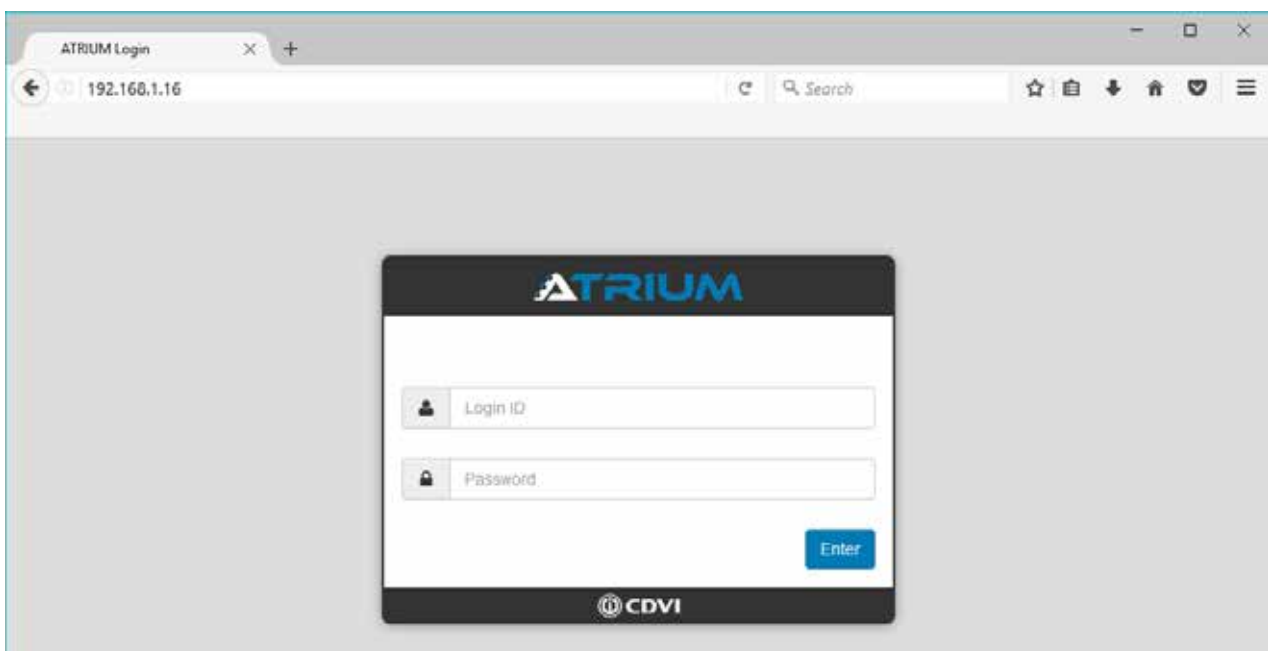 ATRIUM Login
192.168.1.16
Search
ATRIUM
Login ID
Password
Enter
CDVI